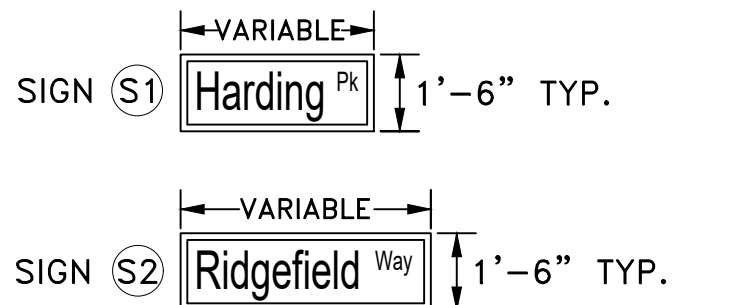 VARIABLE
SIGN S1 Harding Pk 1'-6” TYP.
VARIABLE
SIGN S2 Ridgefield Way 1'-6” TYP.